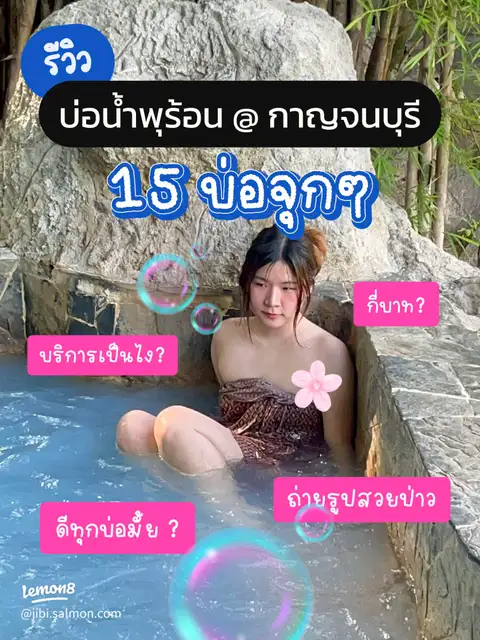 รีวิว
บ่อน้ำพุร้อน @ กาญจนบุรี
15 บ่อจุกๆ
กี่บาท?
บริการเป็นไง?
ถ่ายรูปสวยป่าว
ดีทุกบ่อมั้ย ?
lemon8
@jibi.salmon.com